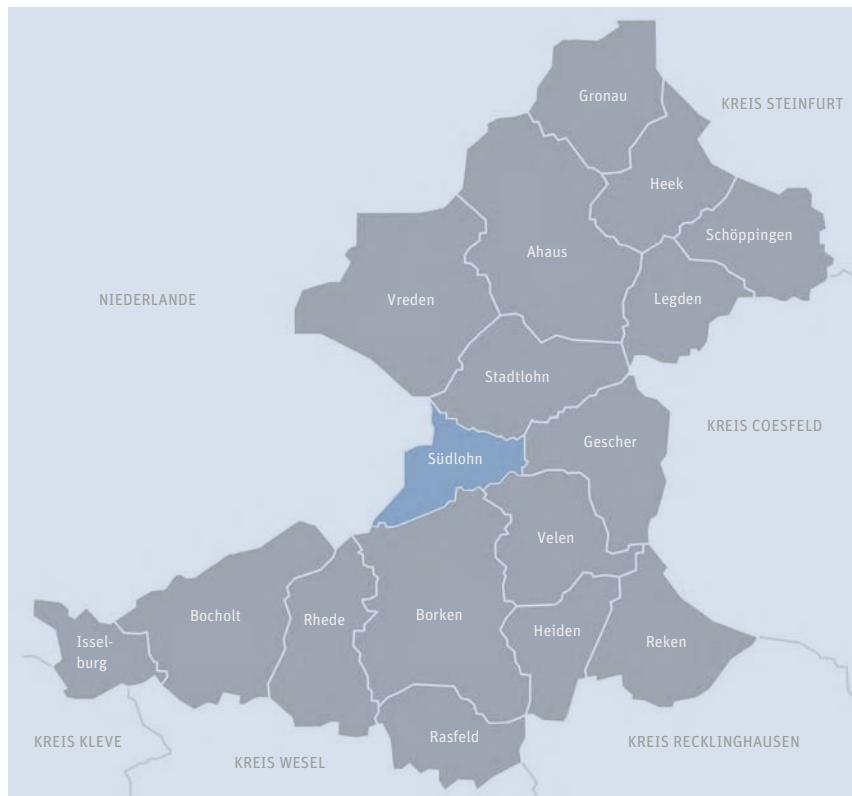 Gronau
KREIS STEINFURT
Heek
Schöppingen
Ahaus
NIEDERLANDE
Vreden
Legden
Stadtlohn
KREIS COESFELD
Gescher
Südlohn
Velen
Bocholt
Rhede
Borken
Heiden
Reken
Issel-
burg
Rasfeld
KREIS KLEVE
KREIS WESEL
KREIS RECKLINGHAUSEN